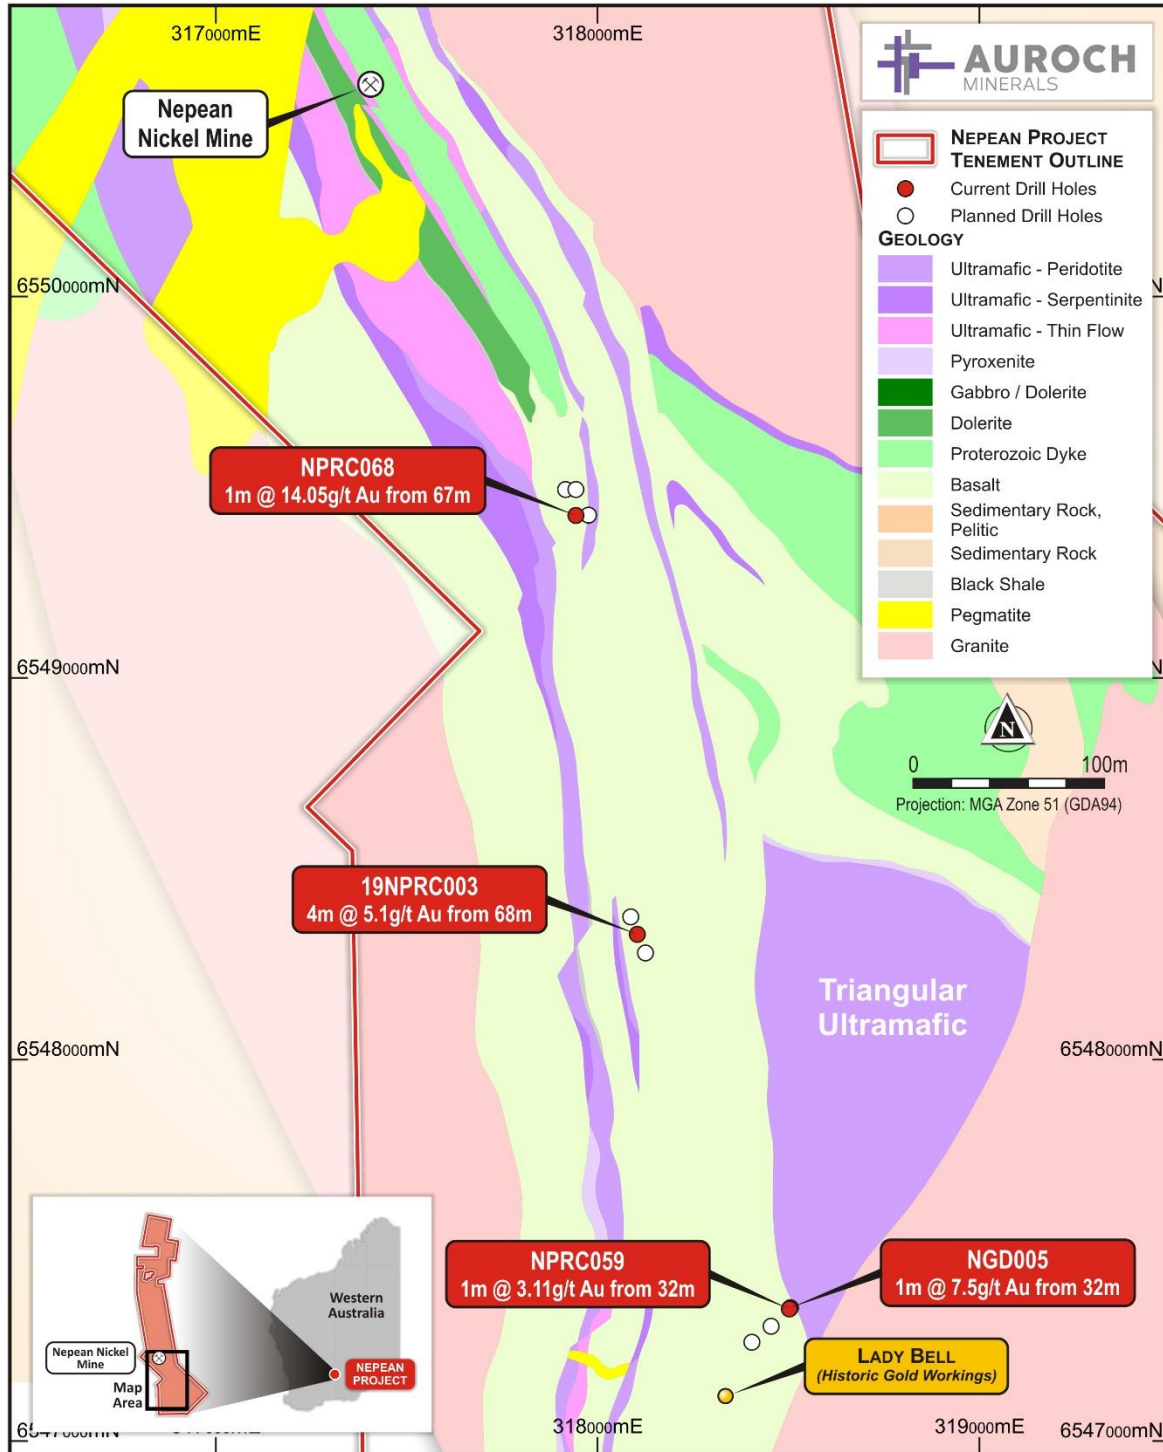 317000mE
318000mE
AUROCH
MINERALS
Nepean
Nickel Mine
NEPEAN PROJECT
TENEMENT OUTLINE
Current Drill Holes
Planned Drill Holes
GEOLOGY
Ultramafic - Peridotite
Ultramafic - Serpentinite
Ultramafic - Thin Flow
Pyroxenite
Gabbro / Dolerite
Dolerite
Proterozoic Dyke
Basalt
Sedimentary Rock,
Pelitic
Sedimentary Rock
Black Shale
Pegmatite
Granite
6550000mN
N
NPRC068
1m @ 14.05g/t Au from 67m
6549000mN
N
N
0
100m
Projection: MGA Zone 51 (GDA94)
19NPRC003
4m @ 5.1g/t Au from 68m
Triangular
Ultramafic
6548000mN
6548000mN
NPRC059
1m @ 3.11g/t Au from 32m
NGD005
1m @ 7.5g/t Au from 32m
LADY BELL
(Historic Gold Workings)
Western
Australia
Nepean Nickel
Mine
Map
Area
NEPEAN
PROJECT
6547000mN
317000mE
318000mE
319000mE
6547000mN